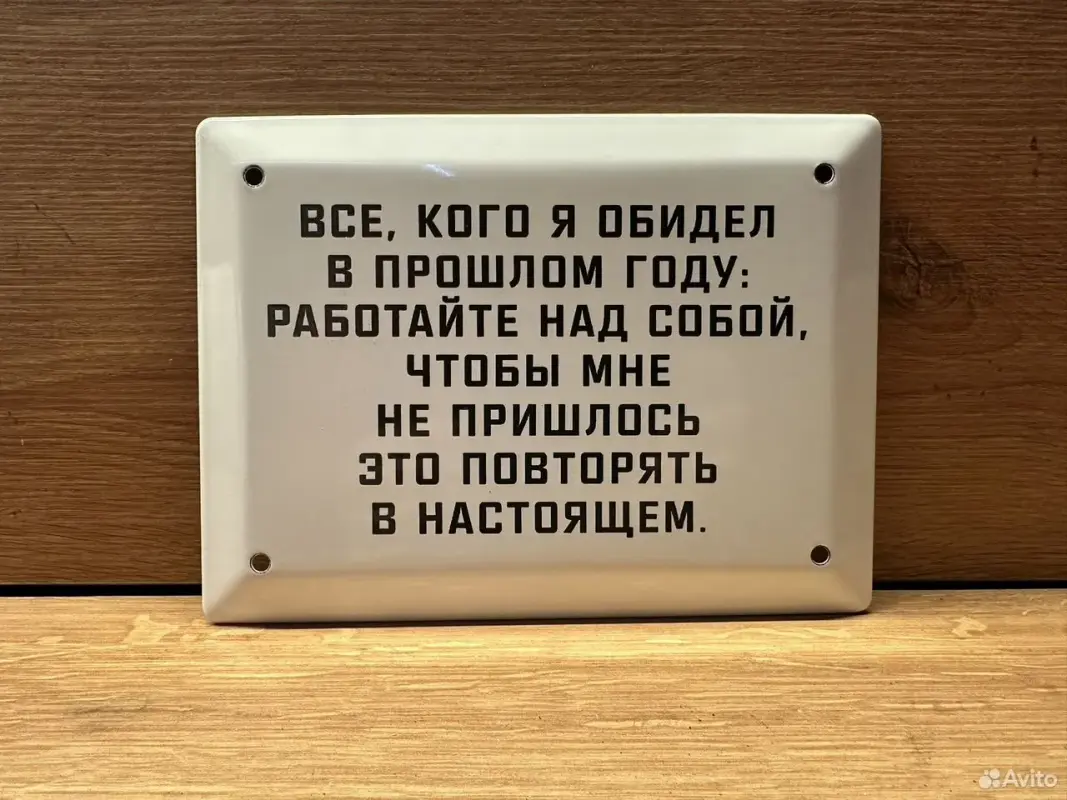 ВСЕ, КОГО Я ОБИДЕЛ
В ПРОШЛОМ ГОДУ:
РАБОТАЙТЕ НАД СОБОЙ,
ЧТОБЫ МНЕ
НЕ ПРИШЛОСЬ
ЭТО ПОВТОРЯТЬ
В НАСТОЯЩЕМ.
Avito